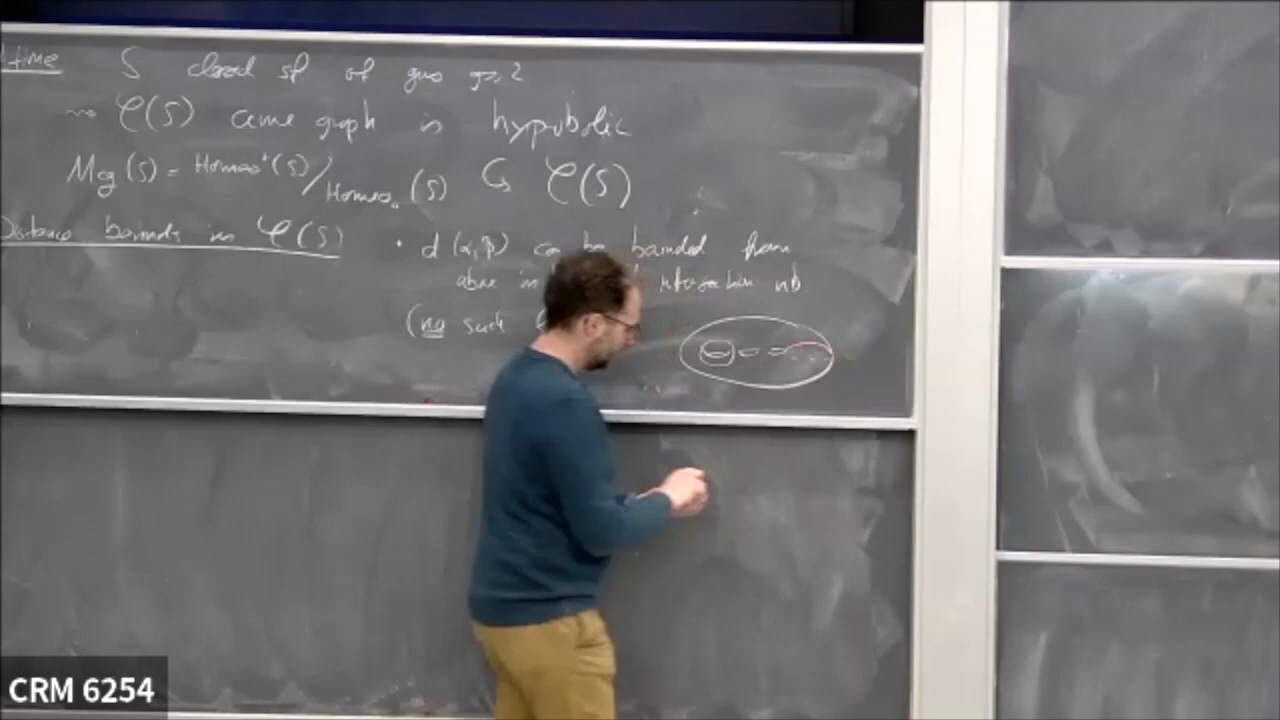 time S closed sf of genus g≥2
⇝ C(S) curve graph is hyperbolic
Mcg(S) = Homeo⁺(S)/Homeo₀(S) ↪ C(S)
Distance bounds in C(S) · d(α,β) can be bounded from
above in intersection nb
(no such
CRM 6254